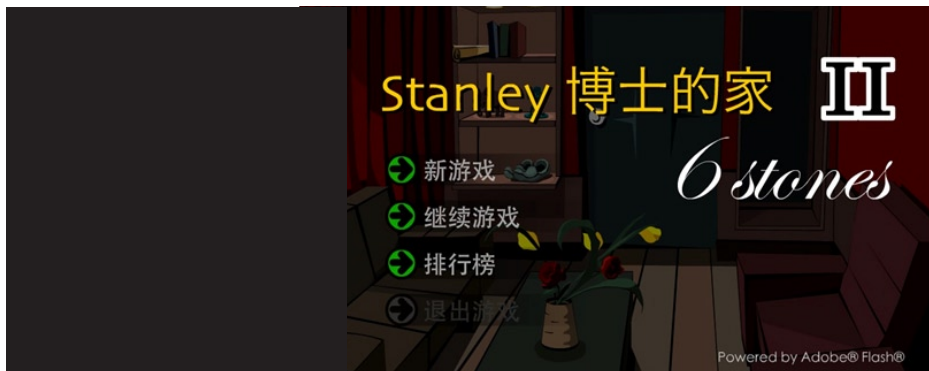 Stanley 博士的家 II
6 stones
新游戏
继续游戏
排行榜
退出游戏
Powered by Adobe® Flash®